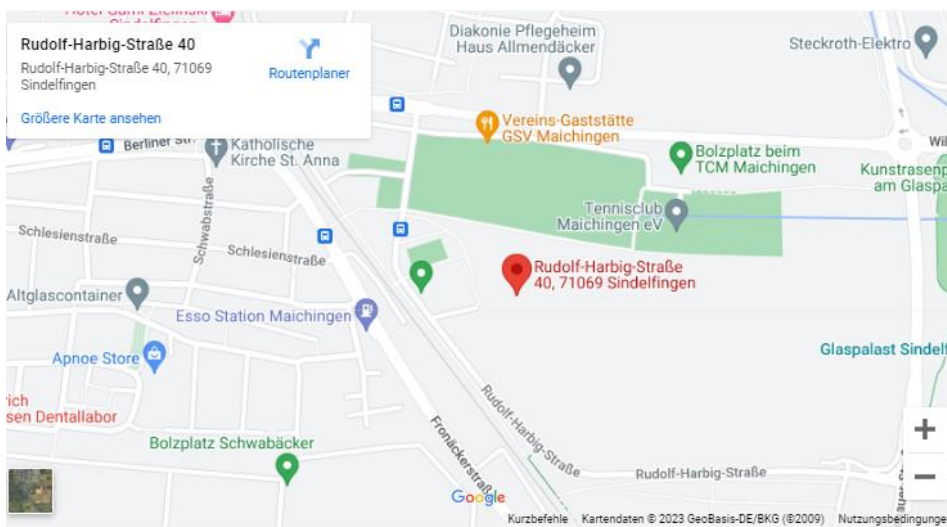 Rudolf-Harbig-Straße 40
Rudolf-Harbig-Straße 40, 71069
Sindelfingen
Routenplaner
Größere Karte ansehen
Diakonie Pflegeheim
Haus Allmendäcker
Steckroth-Elektro
Vereins-Gaststätte
GSV Maichingen
Berliner Str
Katholische
Kirche St. Anna
Bolzplatz beim
TCM Maichingen
Kunstrasenp
am Glaspa
Schwabstraße
Tennisclub
Maichingen eV
Schlesienstraße
Schlesienstraße
Rudolf-Harbig-Straße
40, 71069 Sindelfingen
Altglascontainer
Esso Station Maichingen
Apnoe Store
Glaspalast Sindelf
sen Dentallabor
Bolzplatz Schwabäcker
Fronäckerstraße
Rudolf-Harbig-Straße
Rudolf-Harbig-Straße
Google
Kurzbefehle
Kartendaten © 2023 GeoBasis-DE/BKG (©2009)
Nutzungsbedingunge